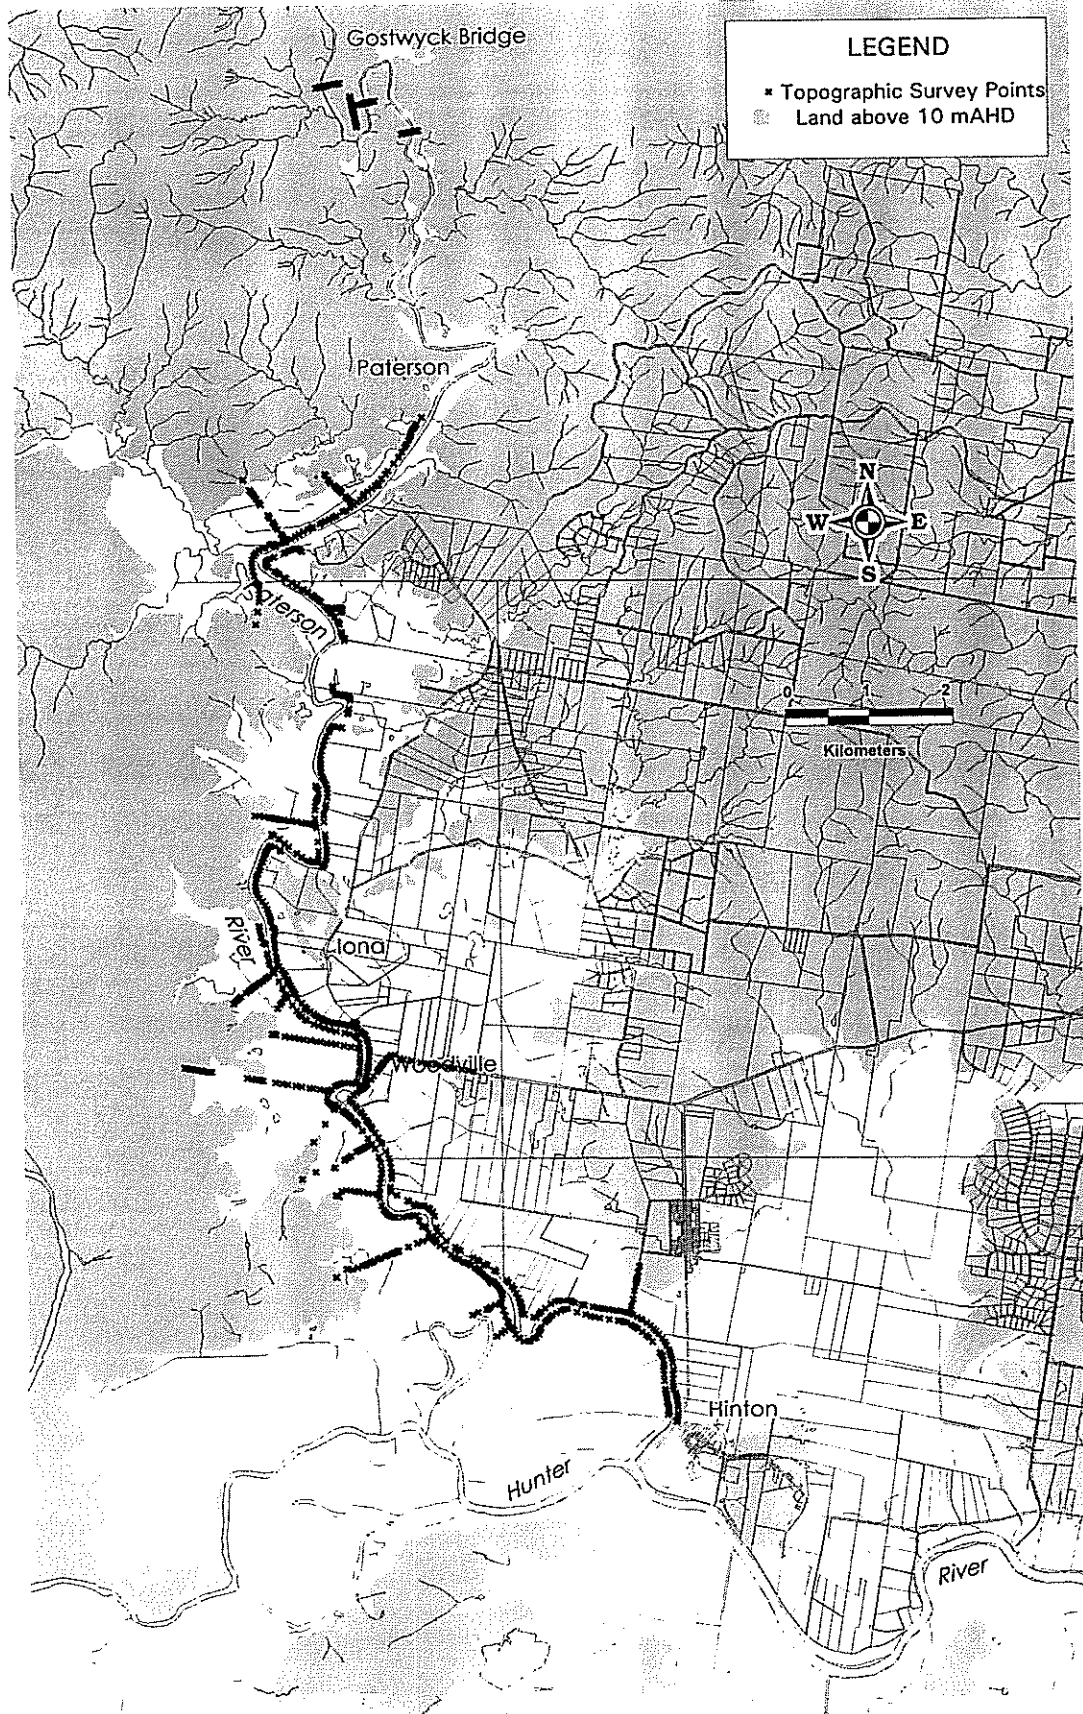 Gostwyck Bridge
LEGEND
Topographic Survey Points
Land above 10 mAHD
Paterson
N
W E
S
Paterson
0 1 2
Kilometers
River
Iona
Woodville
Hinton
Hunter
River